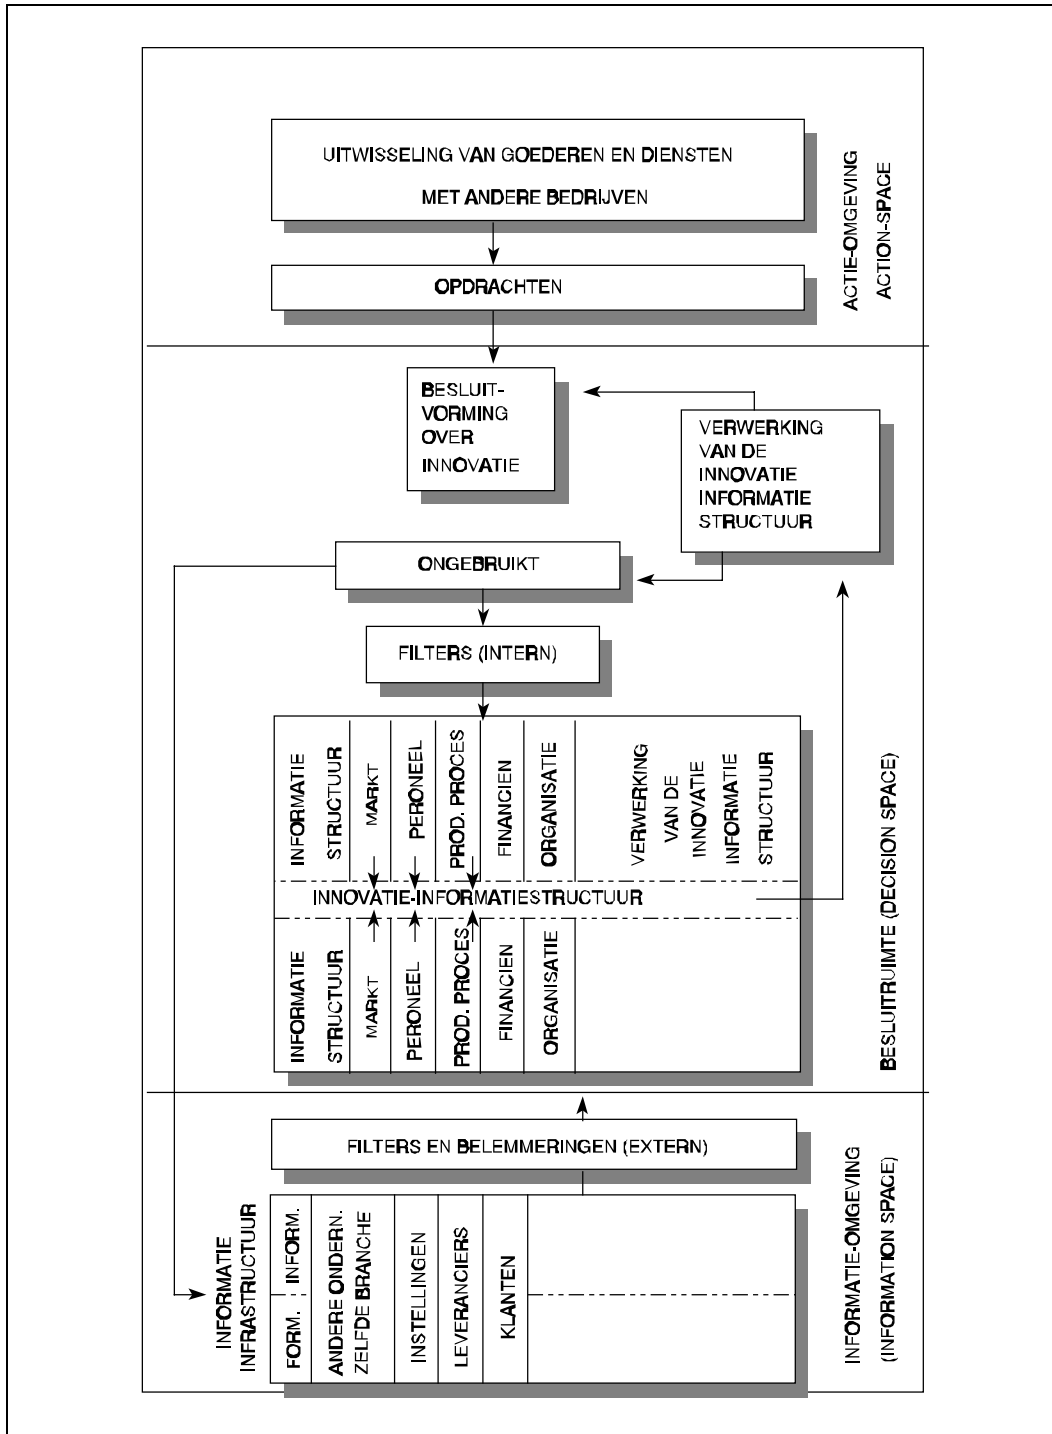 UITWISSELING VAN GOEDEREN EN DIENSTEN
MET ANDERE BEDRIJVEN
OPDRACHTEN
ACTIE-OMGEVING
ACTION-SPACE
BESLUIT-
VORMING
OVER
INNOVATIE
VERWERKING
VAN DE
INNOVATIE
INFORMATIE
STRUCTUUR
ONGEBRUIKT
FILTERS (INTERN)
INFORMATIE
STRUCTUUR
MARKT
PERONEEL
PROD. PROCES
FINANCIEN
ORGANISATIE
VERWERKING
VAN DE
INNOVATIE
INFORMATIE
STRUCTUUR
INNOVATIE-INFORMATIESTRUCTUUR
INFORMATIE
STRUCTUUR
MARKT
PERONEEL
PROD. PROCES
FINANCIEN
ORGANISATIE
BESLUITRUIMTE (DECISION SPACE)
FILTERS EN BELEMMERINGEN (EXTERN)
INFORMATIE
INFRASTRUCTUUR
FORM. INFORM.
ANDERE ONDERN.
ZELFDE BRANCHE
INSTELLINGEN
LEVERANCIERS
KLANTEN
INFORMATIE-OMGEVING
(INFORMATION SPACE)